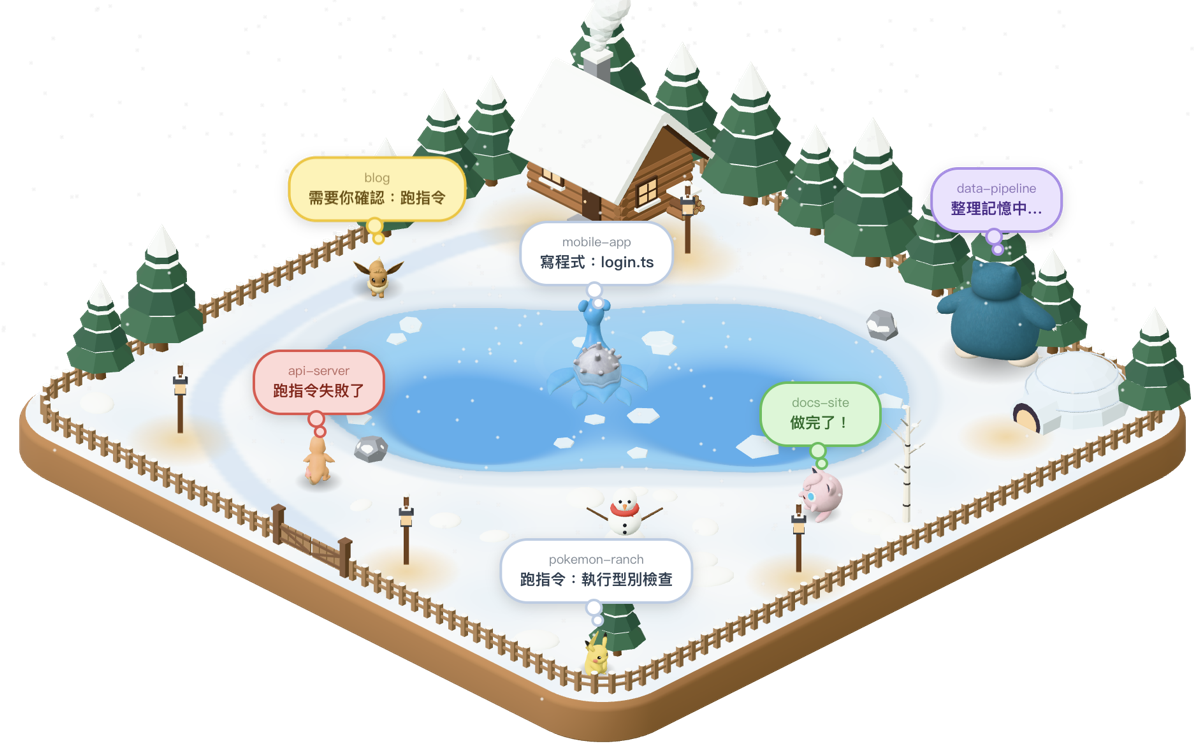 blog
需要你確認：跑指令
data-pipeline
整理記憶中...
mobile-app
寫程式：login.ts
api-server
跑指令失敗了
docs-site
做完了！
pokemon-ranch
跑指令：執行型別檢查